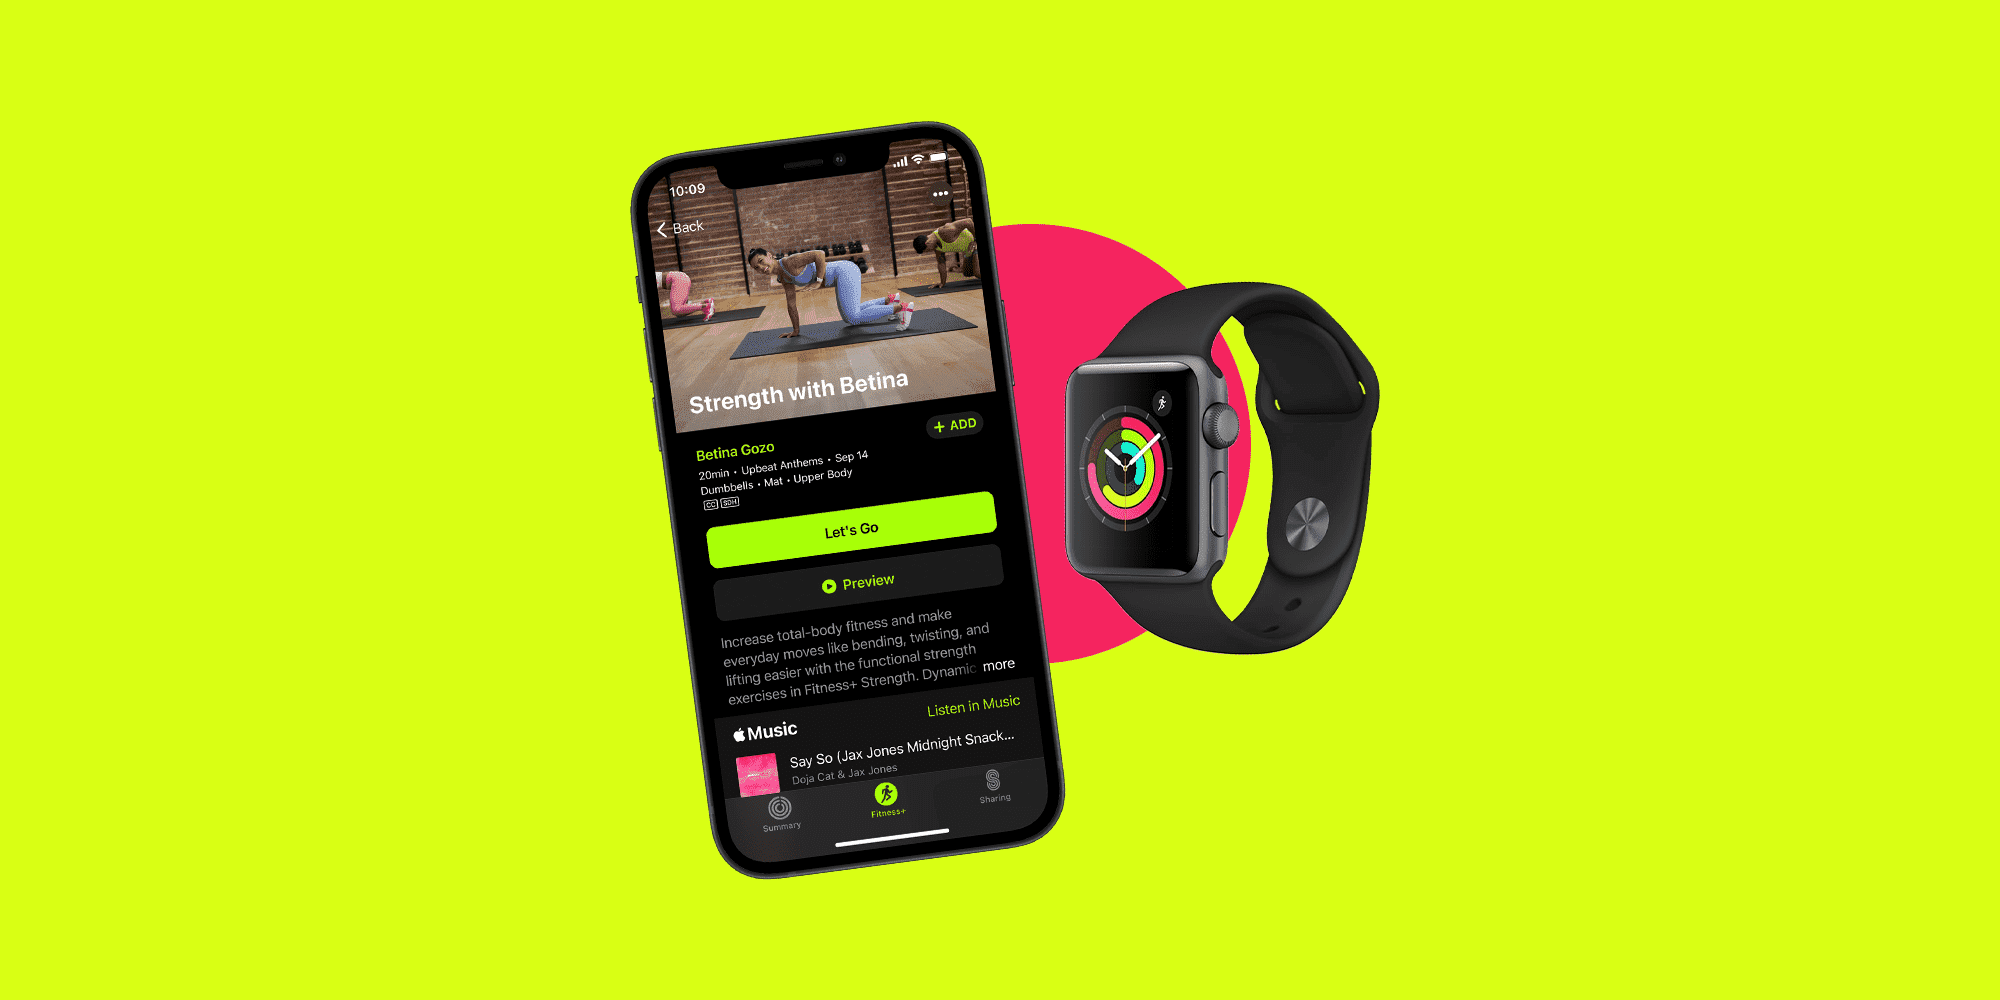 10:09
Back
Strength with Betina
Betina Gozo
+ ADD
20min • Upbeat Anthems • Sep 14
Dumbbells • Mat • Upper Body
CC SDH
Let's Go
Preview
Increase total-body fitness and make
everyday moves like bending, twisting, and
lifting easier with the functional strength
exercises in Fitness+ Strength. Dynamic more
Music
Listen in Music
Say So (Jax Jones Midnight Snack...
Doja Cat & Jax Jones
Summary
Fitness+
Sharing